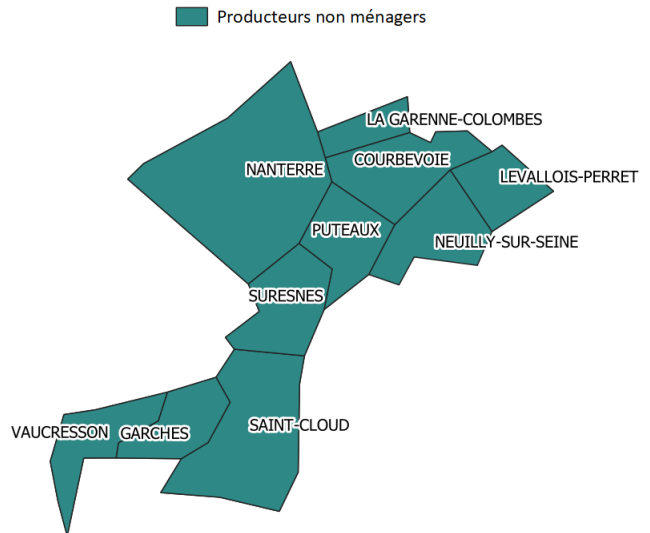 Producteurs non ménagers
LA GARENNE-COLOMBES
COURBEVOIE
NANTERRE
LEVALLOIS-PERRET
PUTEAUX
NEUILLY-SUR-SEINE
SURESNES
SAINT-CLOUD
VAUCRESSON
GARCHES